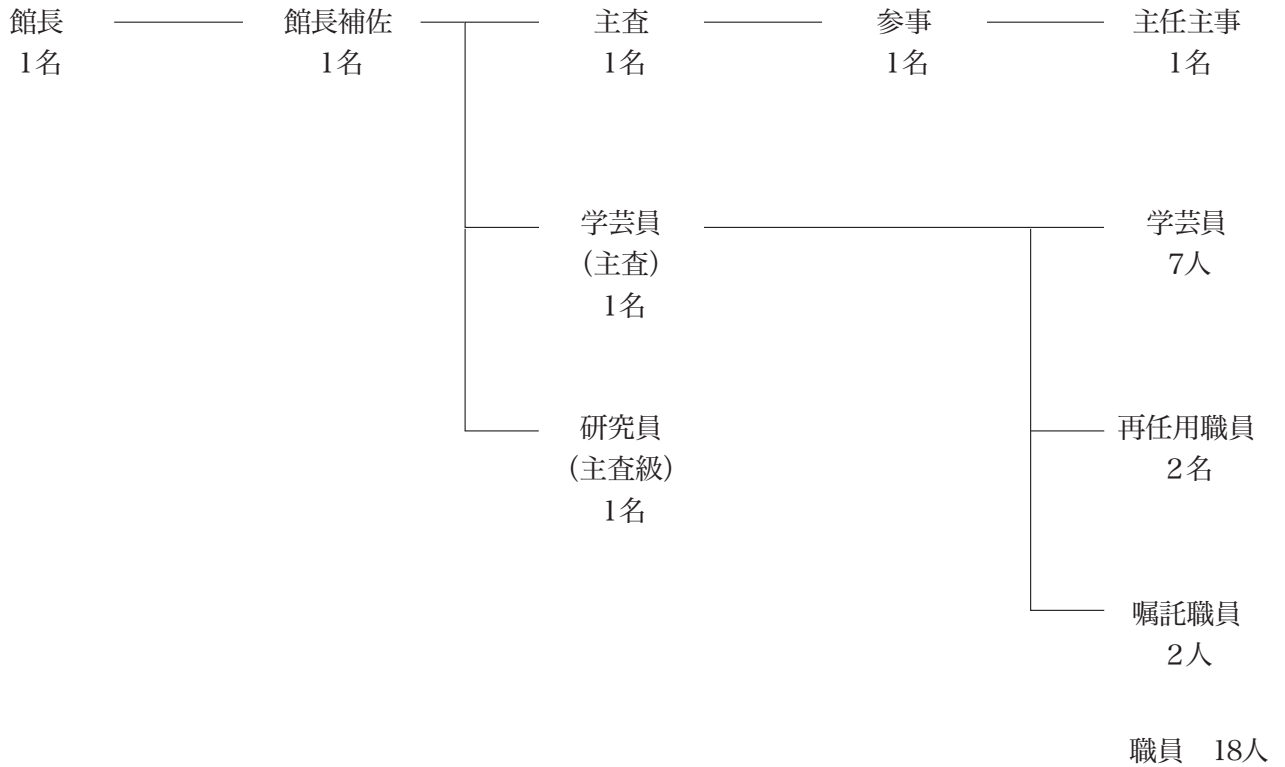 館長 館長補佐 主査 参事 主任主事
1名 1名 1名 1名 1名
学芸員 学芸員
(主査) 7人
1名
研究員 再任用職員
(主査級) 2名
1名
嘱託職員
2人
職員 18人